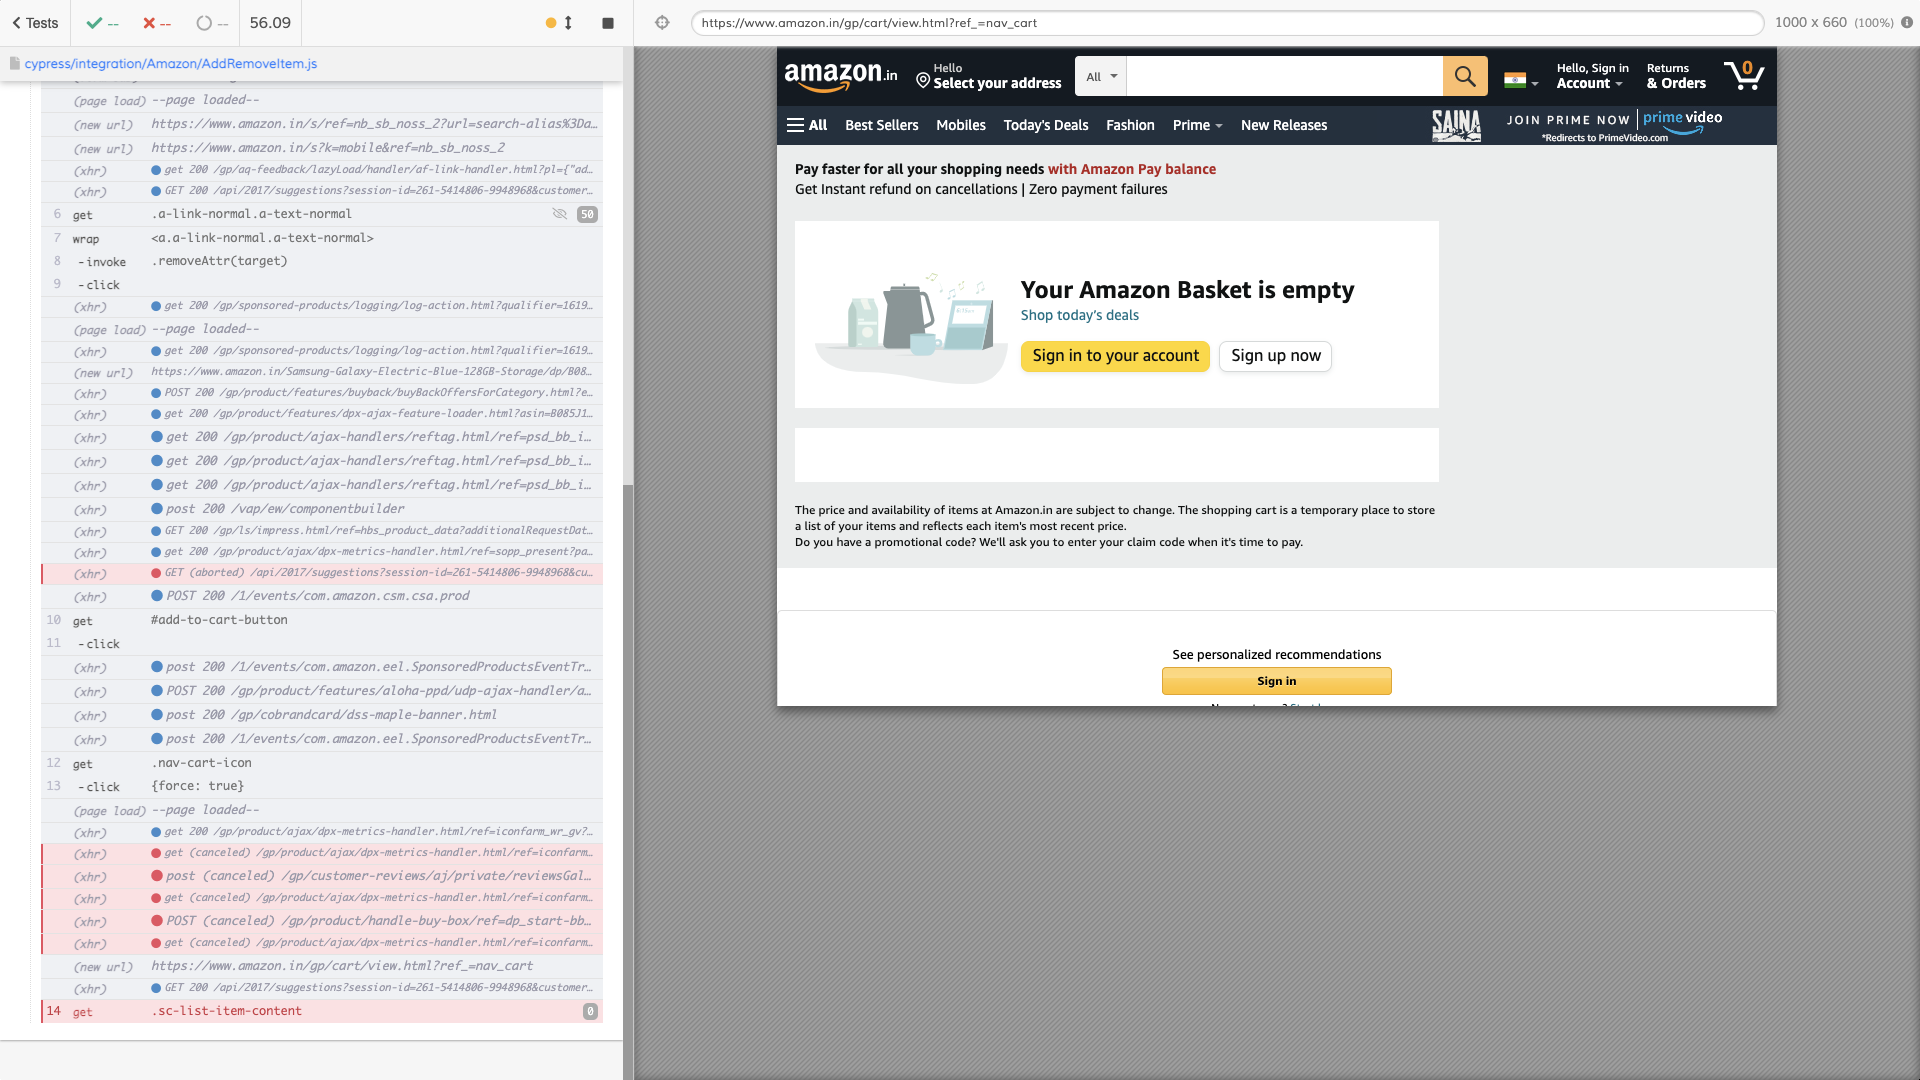 Tests
--
--
--
56.09
cypress/integration/Amazon/AddRemoveItem.js
(page load) --page loaded--
(new url) https://www.amazon.in/s/ref=nb_sb_noss_2?url=search-alias%3Da…
(new url) https://www.amazon.in/s?k=mobile&ref=nb_sb_noss_2
(xhr) get 200 /gp/aq-feedback/lazyLoad/handler/af-link-handler.html?pl={"ad…
(xhr) GET 200 /api/2017/suggestions?session-id=261-5414806-9948968&customer…
6 get .a-link-normal.a-text-normal 50
7 wrap <a.a-link-normal.a-text-normal>
8 -invoke .removeAttr(target)
9 -click
(xhr) get 200 /gp/sponsored-products/logging/log-action.html?qualifier=1619…
(page load) --page loaded--
(xhr) get 200 /gp/sponsored-products/logging/log-action.html?qualifier=1619…
(new url) https://www.amazon.in/Samsung-Galaxy-Electric-Blue-128GB-Storage/dp/B08…
(xhr) POST 200 /gp/product/features/buyback/buyBackOffersForCategory.html?e…
(xhr) get 200 /gp/product/features/dpx-ajax-feature-loader.html?asin=B085J1…
(xhr) get 200 /gp/product/ajax-handlers/reftag.html/ref=psd_bb_i…
(xhr) get 200 /gp/product/ajax-handlers/reftag.html/ref=psd_bb_i…
(xhr) get 200 /gp/product/ajax-handlers/reftag.html/ref=psd_bb_i…
(xhr) post 200 /vap/ew/componentbuilder
(xhr) GET 200 /gp/ls/impress.html/ref=hbs_product_data?additionalRequestDat…
(xhr) get 200 /gp/product/ajax/dpx-metrics-handler.html/ref=sopp_present?pa…
(xhr) GET (aborted) /api/2017/suggestions?session-id=261-5414806-9948968&cu…
(xhr) POST 200 /1/events/com.amazon.csm.csa.prod
10 get #add-to-cart-button
11 -click
(xhr) post 200 /1/events/com.amazon.eel.SponsoredProductsEventTr…
(xhr) POST 200 /gp/product/features/aloha-ppd/udp-ajax-handler/a…
(xhr) post 200 /gp/cobrandcard/dss-maple-banner.html
(xhr) post 200 /1/events/com.amazon.eel.SponsoredProductsEventTr…
12 get .nav-cart-icon
13 -click {force: true}
(page load) --page loaded--
(xhr) get 200 /gp/product/ajax/dpx-metrics-handler.html/ref=iconfarm_wr_gv?…
(xhr) get (canceled) /gp/product/ajax/dpx-metrics-handler.html/ref=iconfarm…
(xhr) post (canceled) /gp/customer-reviews/aj/private/reviewsGal…
(xhr) get (canceled) /gp/product/ajax/dpx-metrics-handler.html/ref=iconfarm…
(xhr) POST (canceled) /gp/product/handle-buy-box/ref=dp_start-bb…
(xhr) get (canceled) /gp/product/ajax/dpx-metrics-handler.html/ref=iconfarm…
(new url) https://www.amazon.in/gp/cart/view.html?ref_=nav_cart
(xhr) GET 200 /api/2017/suggestions?session-id=261-5414806-9948968&customer…
14 get .sc-list-item-content 0
https://www.amazon.in/gp/cart/view.html?ref_=nav_cart
1000 x 660 (100%)
amazon.in
Hello
Select your address
All
Hello, Sign in
Account
Returns
& Orders
0
All
Best Sellers
Mobiles
Today's Deals
Fashion
Prime
New Releases
SAINA
JOIN PRIME NOW
prime video
*Redirects to PrimeVideo.com
Pay faster for all your shopping needs with Amazon Pay balance
Get Instant refund on cancellations | Zero payment failures
Your Amazon Basket is empty
Shop today's deals
Sign in to your account
Sign up now
The price and availability of items at Amazon.in are subject to change. The shopping cart is a temporary place to store
a list of your items and reflects each item's most recent price.
Do you have a promotional code? We'll ask you to enter your claim code when it's time to pay.
See personalized recommendations
Sign in